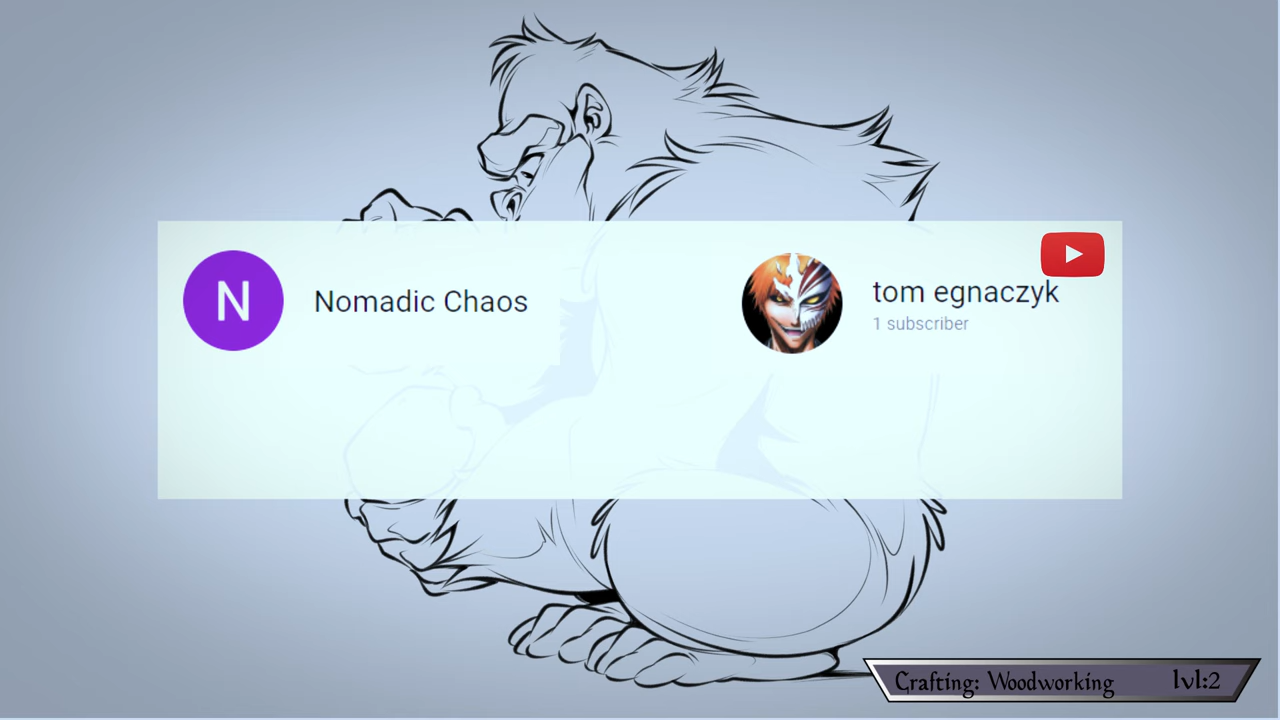 N
Nomadic Chaos
tom egnaczyk
1 subscriber
Crafting: Woodworking lvl:2